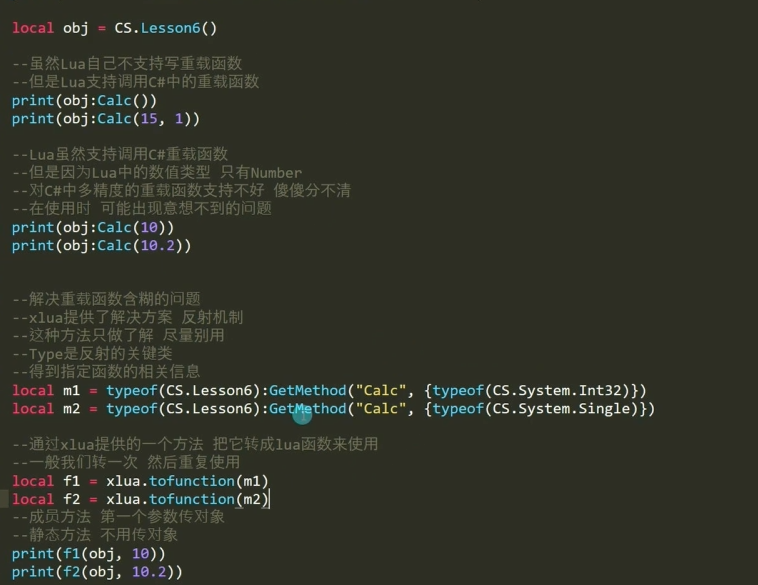 local obj = CS.Lesson6()
--虽然Lua自己不支持写重载函数
--但是Lua支持调用C#中的重载函数
print(obj:Calc())
print(obj:Calc(15, 1))
--Lua虽然支持调用C#重载函数
--但是因为Lua中的数值类型 只有Number
--对C#中多精度的重载函数支持不好 傻傻分不清
--在使用时 可能出现意想不到的问题
print(obj:Calc(10))
print(obj:Calc(10.2))
--解决重载函数含糊的问题
--xlua提供了解决方案 反射机制
--这种方法只做了解 尽量别用
--Type是反射的关键类
--得到指定函数的相关信息
local m1 = typeof(CS.Lesson6):GetMethod("Calc", {typeof(CS.System.Int32)})
local m2 = typeof(CS.Lesson6):GetMethod("Calc", {typeof(CS.System.Single)})
--通过xlua提供的一个方法 把它转成lua函数来使用
--一般我们转一次 然后重复使用
local f1 = xlua.tofunction(m1)
local f2 = xlua.tofunction(m2)
--成员方法 第一个参数传对象
--静态方法 不用传对象
print(f1(obj, 10))
print(f2(obj, 10.2))